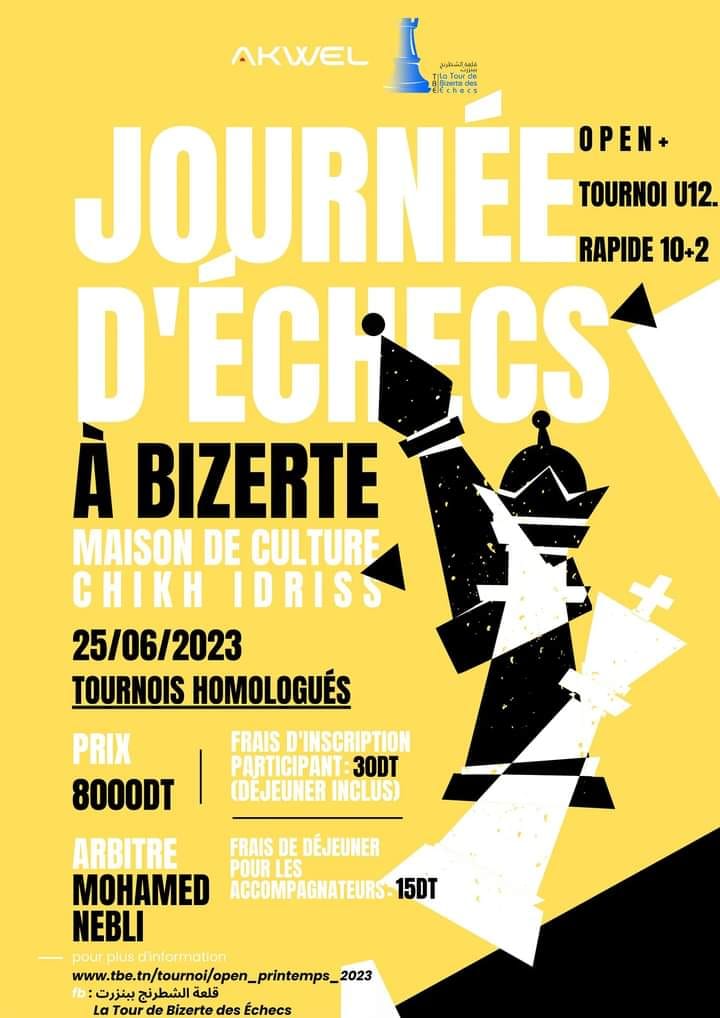 AKWEL
قلعة الشطرنج
ببنزرت
TBE
La Tour de
Bizerte des
Échecs
JOURNÉE
D'ÉCHECS
OPEN+
TOURNOI U12.
RAPIDE 10+2
À BIZERTE
MAISON DE CULTURE
CHIKH IDRISS
25/06/2023
TOURNOIS HOMOLOGUÉS
PRIX
8000DT
FRAIS D'INSCRIPTION
PARTICIPANT: 30DT
(DÉJEUNER INCLUS)
ARBITRE
MOHAMED
NEBLI
FRAIS DE DÉJEUNER
POUR LES
ACCOMPAGNATEURS: 15DT
pour plus d'information
www.tbe.tn/tournoi/open_printemps_2023
fb : قلعة الشطرنج ببنزرت
La Tour de Bizerte des Échecs